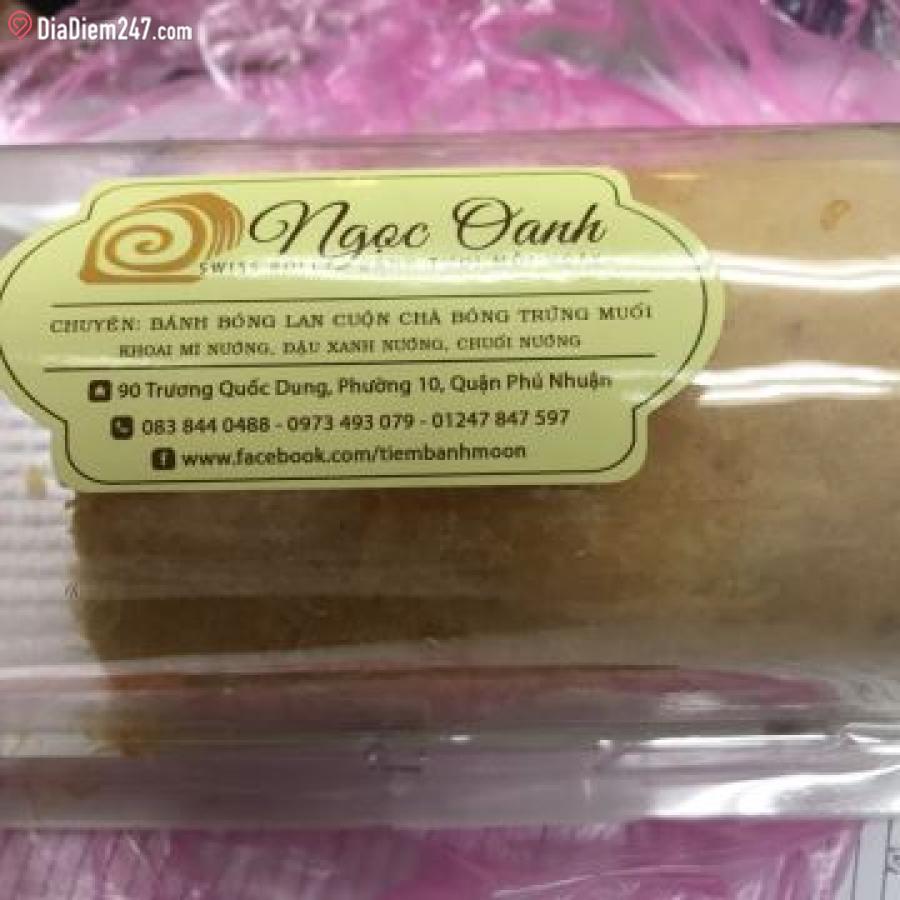 DiaDiem247.com
Ngọc Oanh
SWISS ROLL
CHUYÊN: BÁNH BÔNG LAN CUỘN CHÀ BÔNG TRỨNG MUỐI
KHOAI MÌ NƯỚNG, ĐẬU XANH NƯỚNG, CHUỐI NƯỚNG
90 Trương Quốc Dung, Phường 10, Quận Phú Nhuận
083 844 0488 - 0973 493 079 - 01247 847 597
www.facebook.com/tiembanhmoon